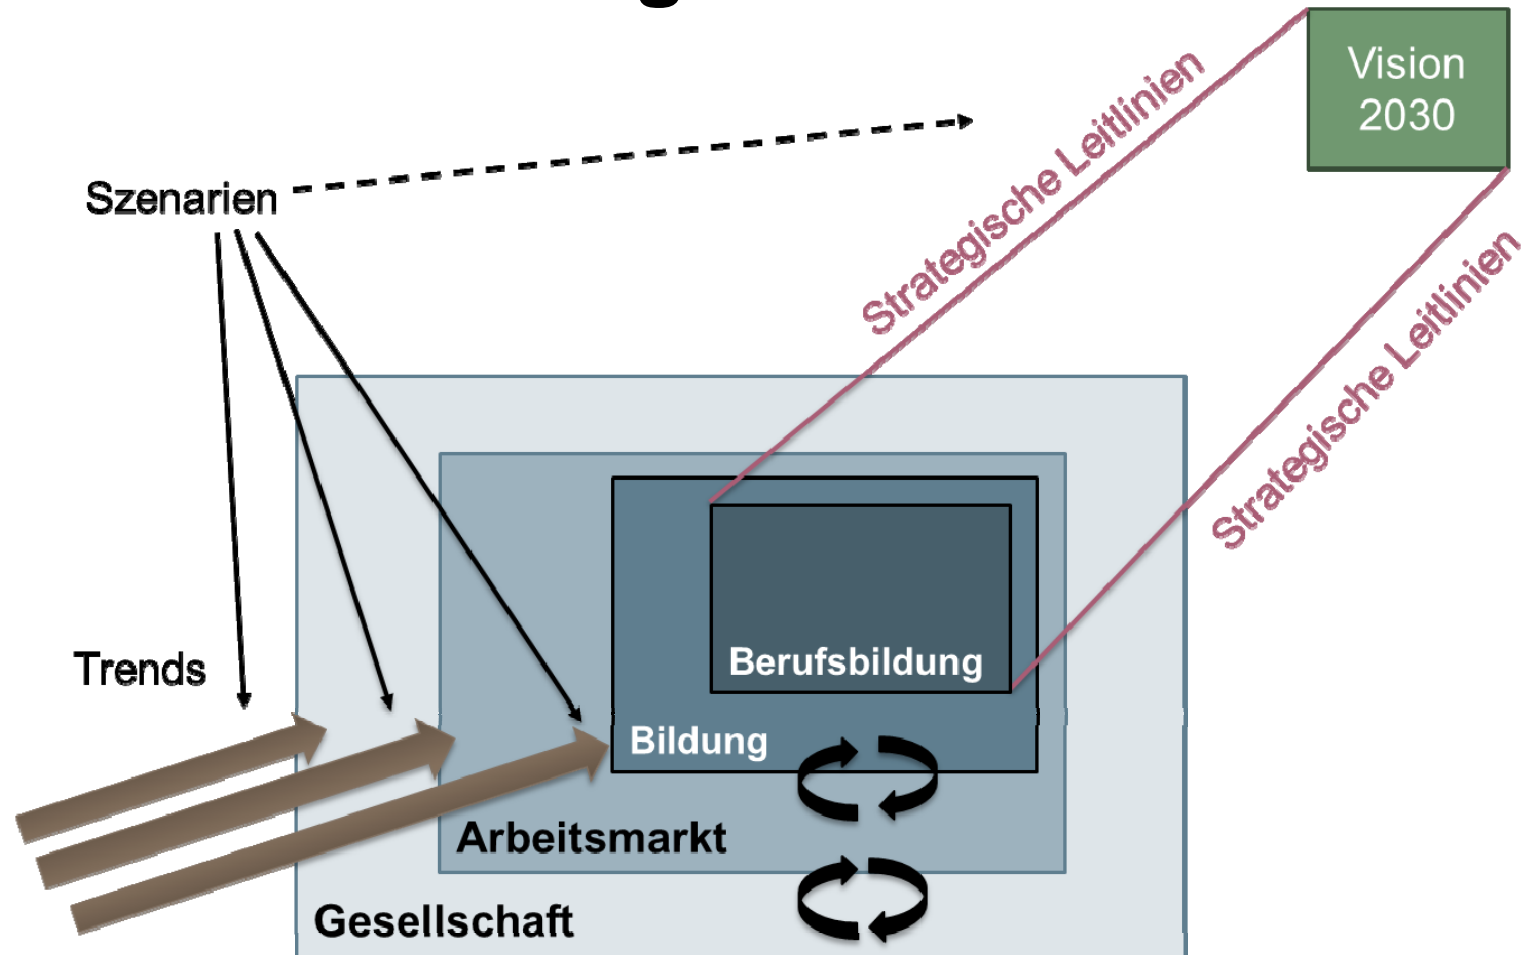 Vision
2030
Strategische Leitlinien
Szenarien
Strategische Leitlinien
Trends
Berufsbildung
Bildung
Arbeitsmarkt
Gesellschaft